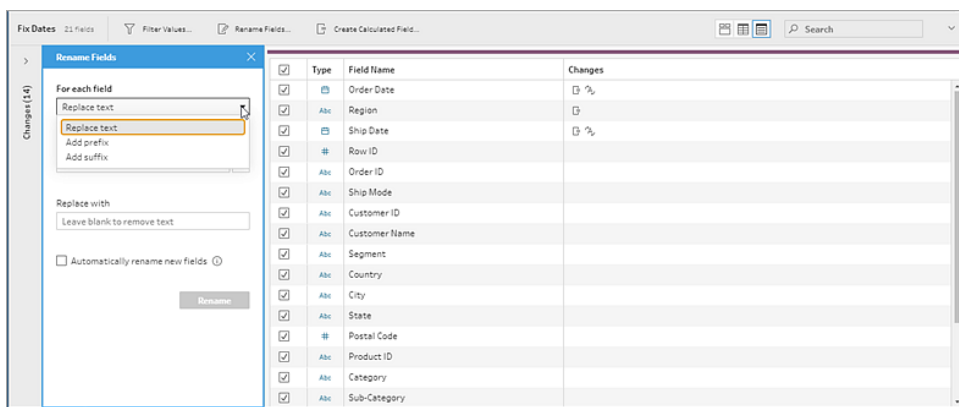 Fix Dates 21 fields Filter Values... Rename Fields... Create Calculated Field... Search
Changes (14)
Rename Fields
For each field
Replace text
Replace text
Add prefix
Add suffix
Replace with
Leave blank to remove text
Automatically rename new fields
Rename
Type Field Name Changes
Order Date
Abc Region
Ship Date
# Row ID
Abc Order ID
Abc Ship Mode
Abc Customer ID
Abc Customer Name
Abc Segment
Abc Country
Abc City
Abc State
# Postal Code
Abc Product ID
Abc Category
Abc Sub-Category